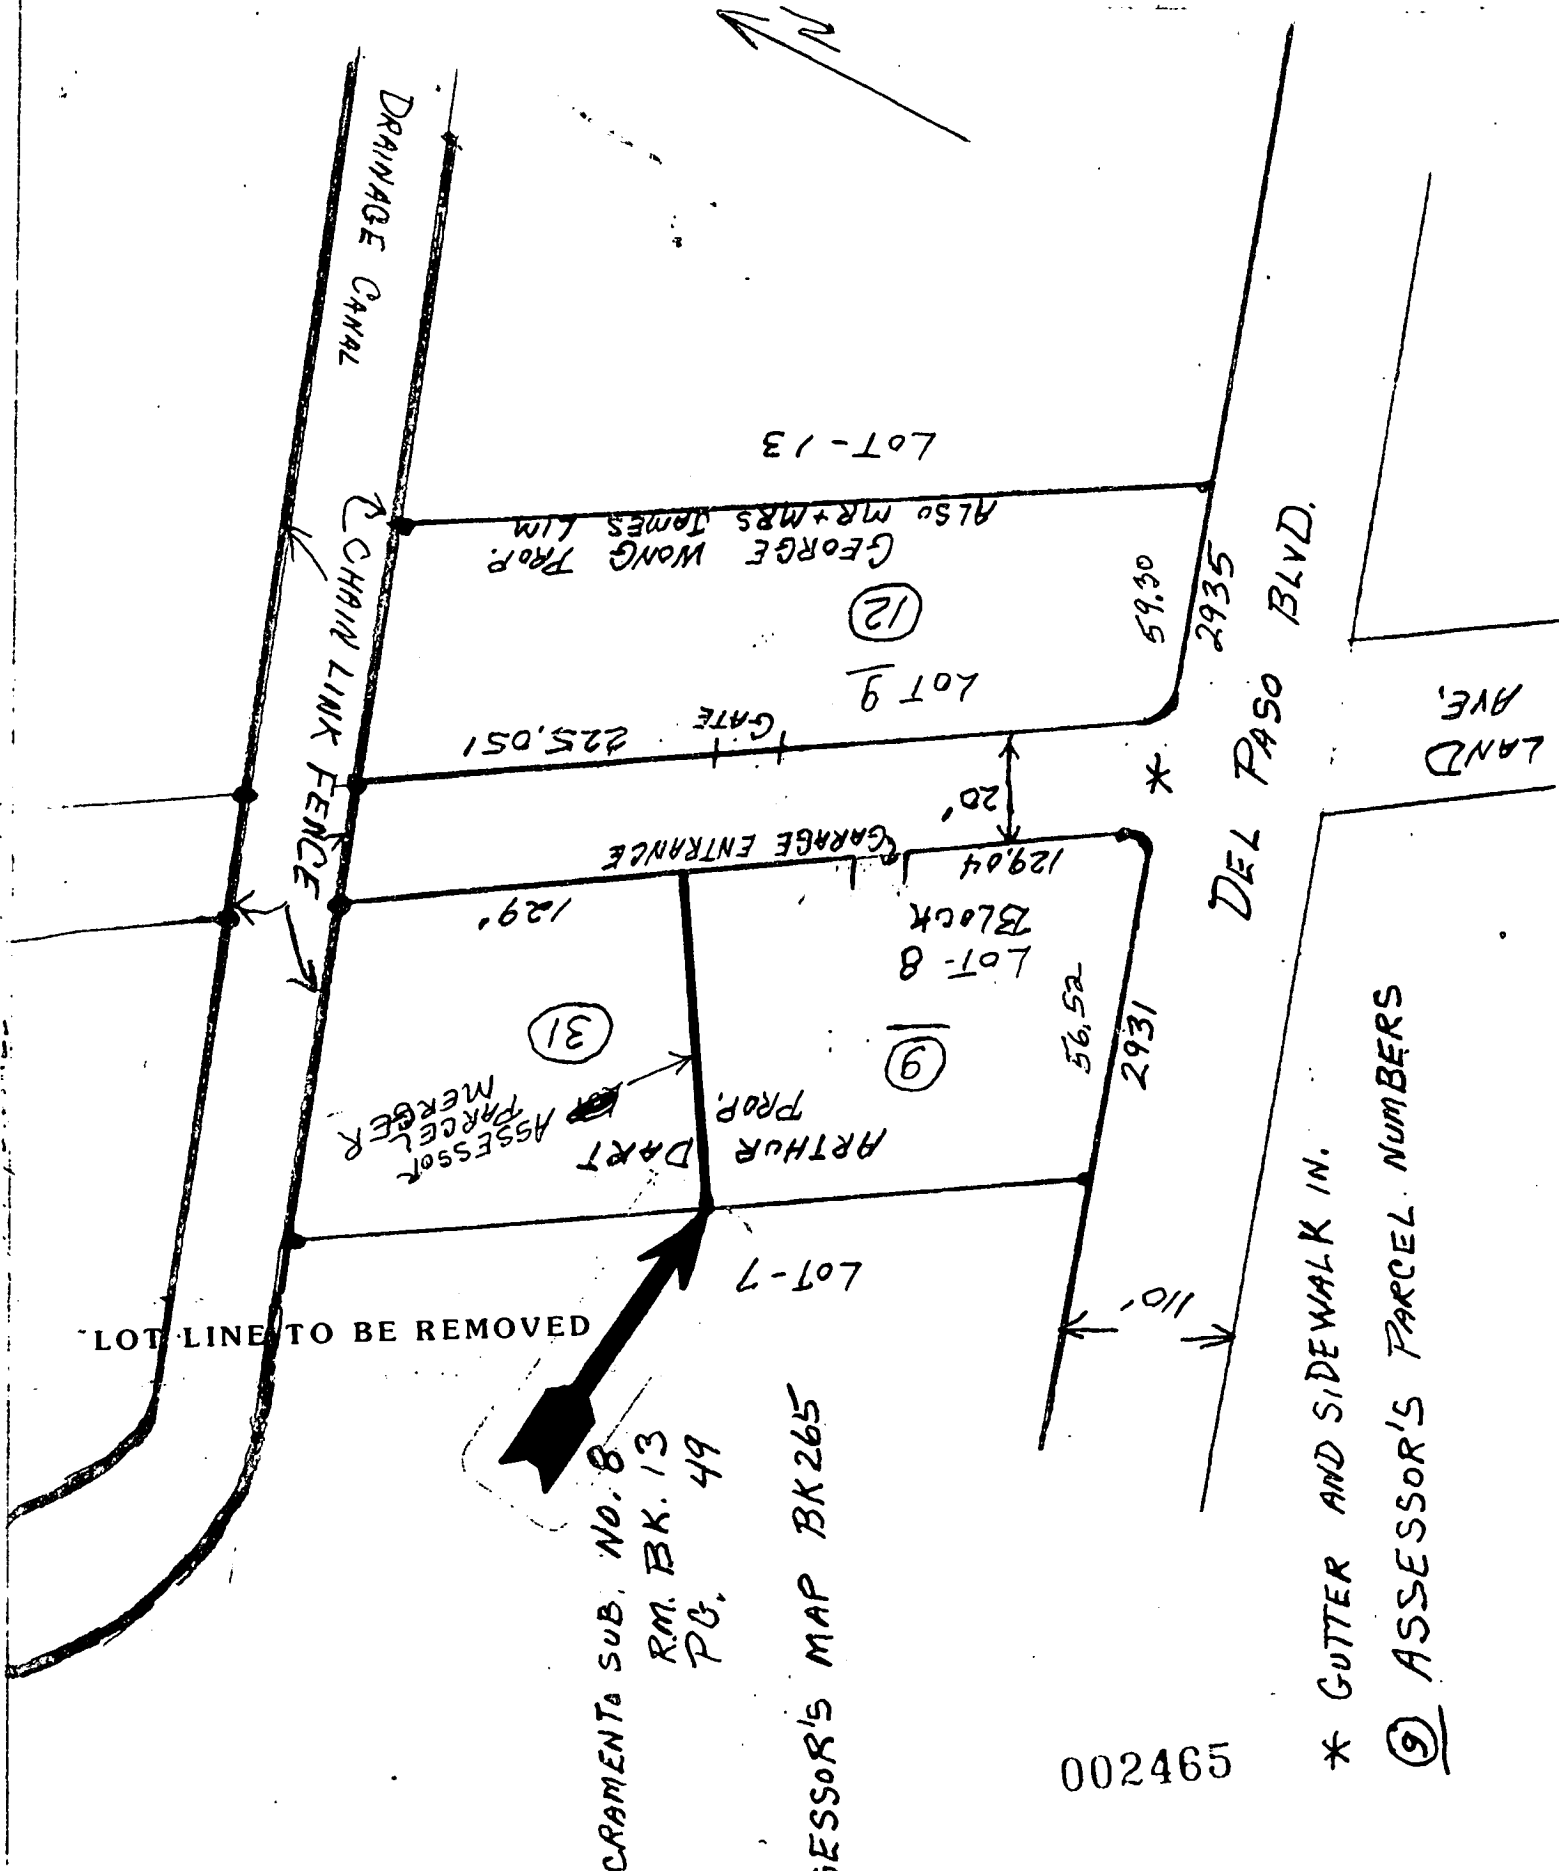 N
DRAINAGE CANAL
CHAIN LINK FENCE
LOT-13
ALSO MR+MRS JAMES LIM
GEORGE WONG PROP.
12
LOT 9
59.30
2935
DEL PASO BLVD.
LAND
AVE.
GATE
225.05'
20'
*
GARAGE ENTRANCE
129.04
129'
BLOCK
LOT-8
31
9
56.52
2931
ASSESSOR
PARCEL
MERGER
ARTHUR DART
PROP.
LOT-7
110'
LOT LINE TO BE REMOVED
CRAMENTO SUB. NO. 8
R.M. BK. 13
PG. 49
SESSOR'S MAP BK 265
* GUTTER AND SIDEWALK IN.
9 ASSESSOR'S PARCEL NUMBERS
002465